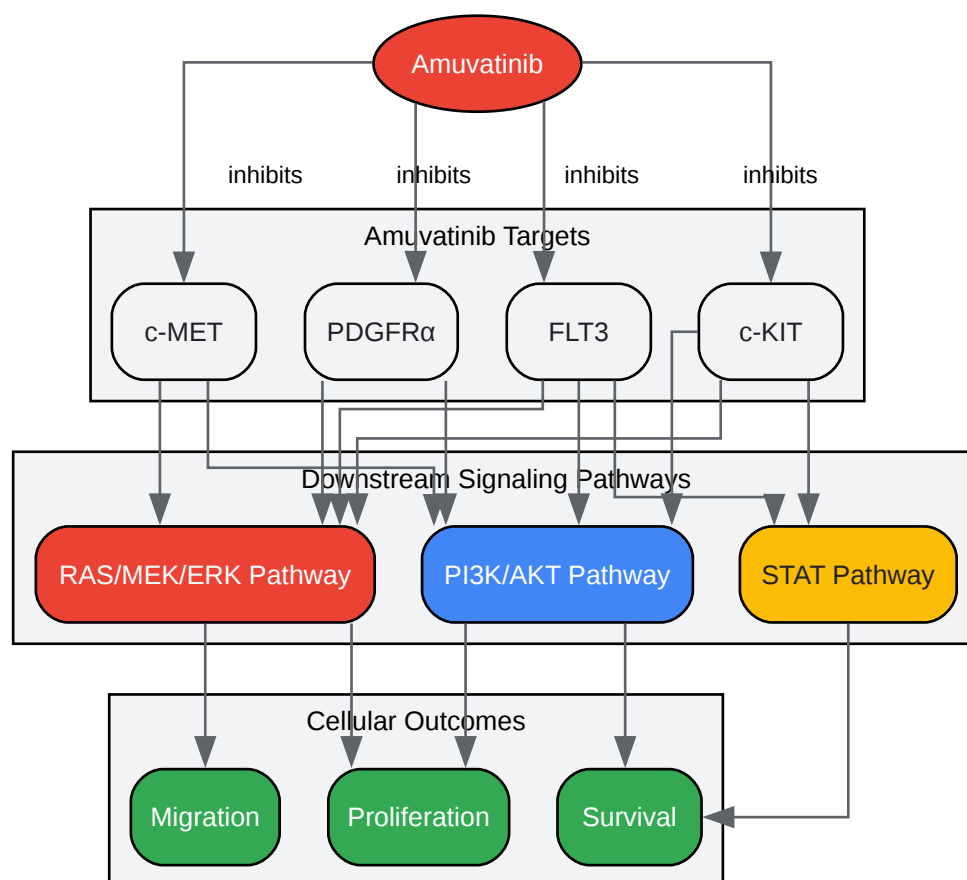 Amuvatinib
inhibits
inhibits
inhibits
inhibits
Amuvatinib Targets
c-MET
PDGFRα
FLT3
c-KIT
Downstream Signaling Pathways
RAS/MEK/ERK Pathway
PI3K/AKT Pathway
STAT Pathway
Cellular Outcomes
Migration
Proliferation
Survival